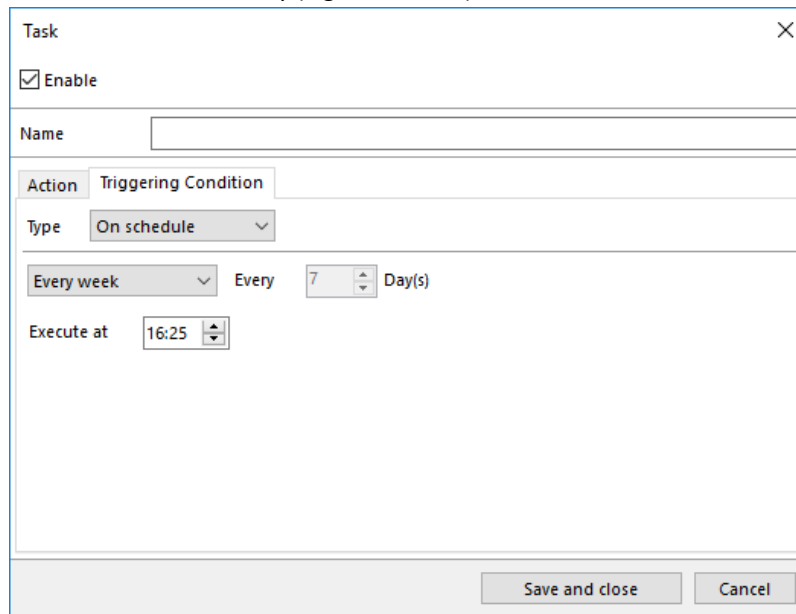 Task
Enable
Name
Action Triggering Condition
Type On schedule
Every week Every 7 Day(s)
Execute at 16:25
Save and close Cancel